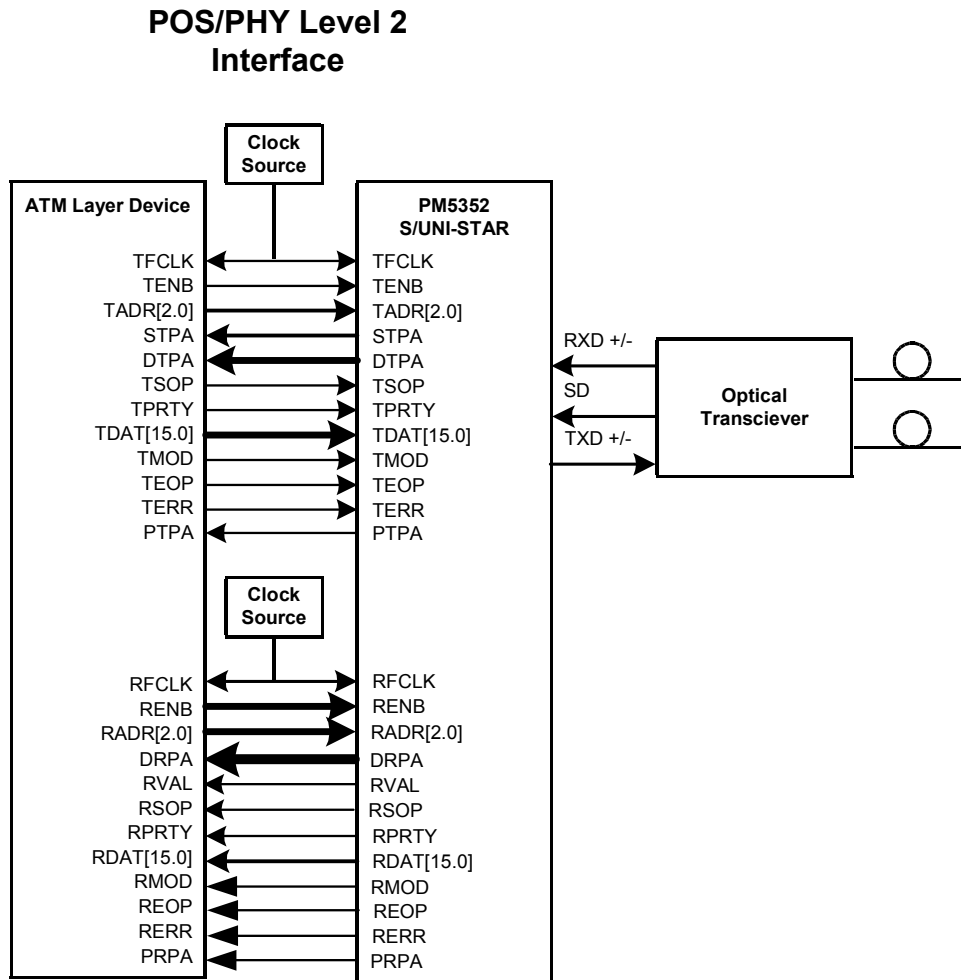 POS/PHY Level 2
Interface
Clock
Source
ATM Layer Device
PM5352
S/UNI-STAR
TFCLK
TENB
TADR[2.0]
STPA
DTPA
TSOP
TPRTY
TDAT[15.0]
TMOD
TEOP
TERR
PTPA
TFCLK
TENB
TADR[2.0]
STPA
DTPA
TSOP
TPRTY
TDAT[15.0]
TMOD
TEOP
TERR
PTPA
RXD +/-
SD
TXD +/-
Optical
Transciever
Clock
Source
RFCLK
RENB
RADR[2.0]
DRPA
RVAL
RSOP
RPRTY
RDAT[15.0]
RMOD
REOP
RERR
PRPA
RFCLK
RENB
RADR[2.0]
DRPA
RVAL
RSOP
RPRTY
RDAT[15.0]
RMOD
REOP
RERR
PRPA